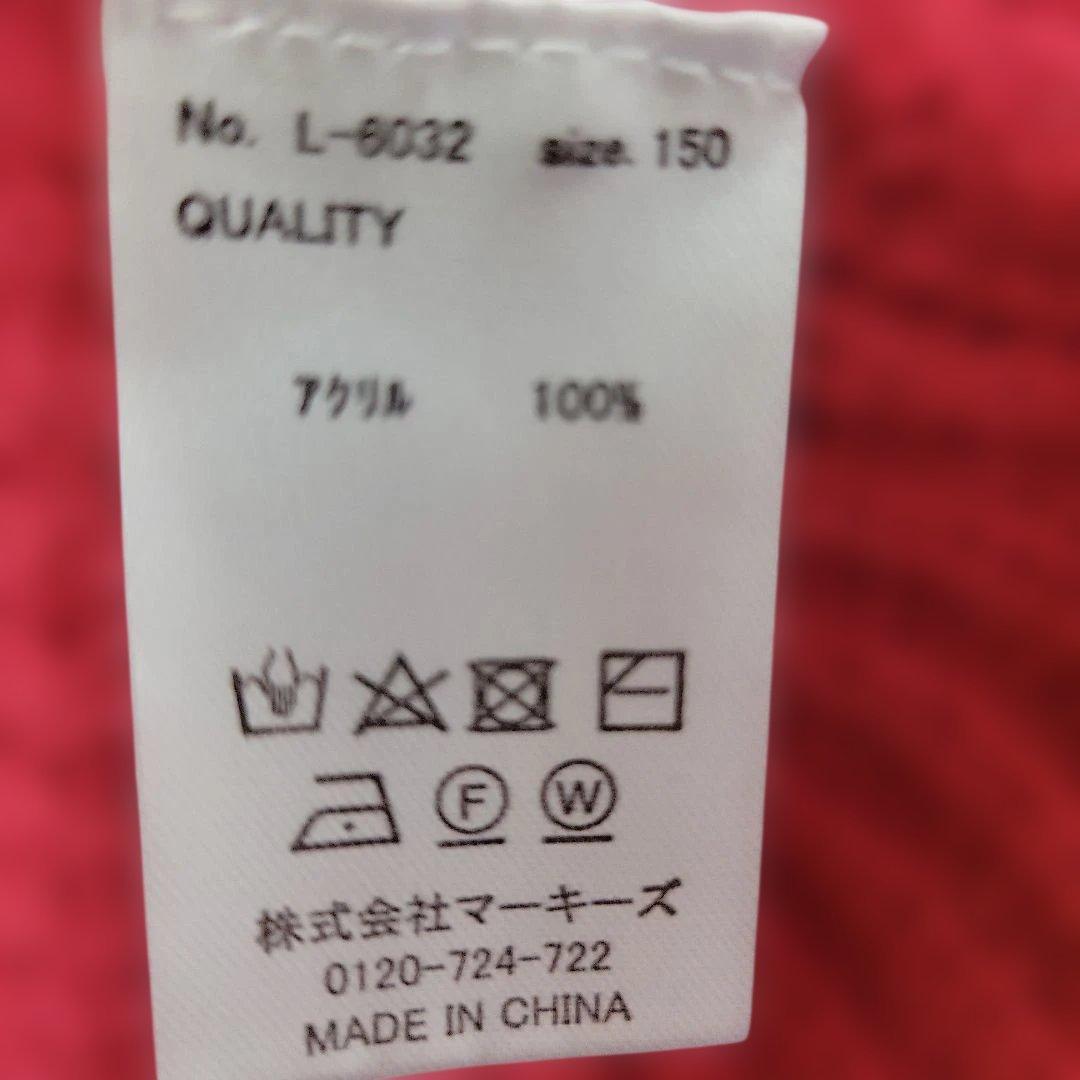 No. L-6032 size. 150
QUALITY
アクリル 100%
F W
株式会社マーキーズ
0120-724-722
MADE IN CHINA